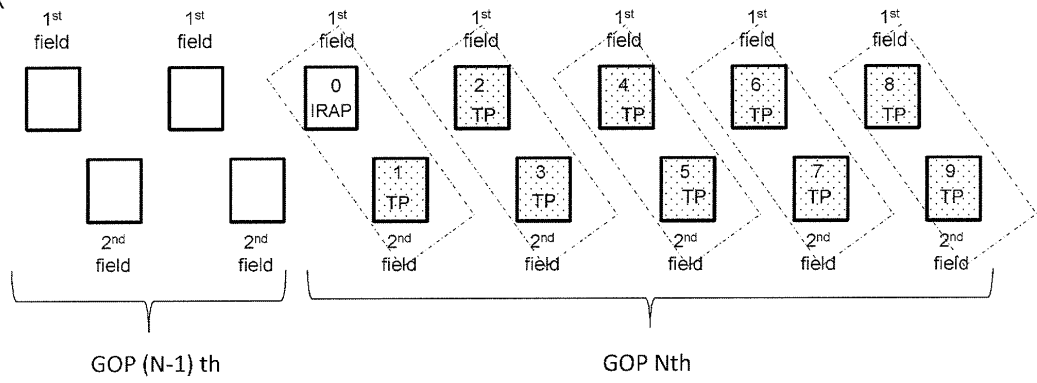 1st 1st 1st 1st 1st 1st 1st
field field field field field field field
0 2 4 6 8
IRAP TP TP TP TP
1 3 5 7 9
TP TP TP TP TP
2nd 2nd 2nd 2nd 2nd 2nd 2nd
field field field field field field field
GOP (N-1) th GOP Nth